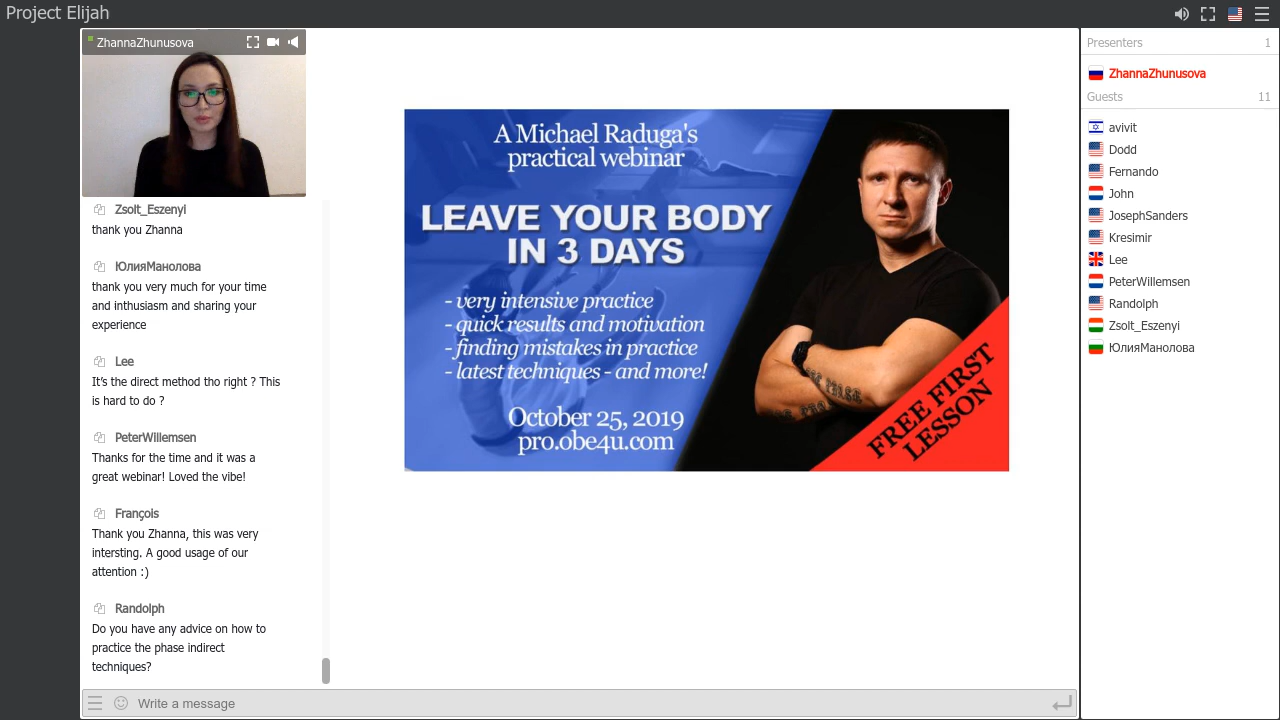 Project Elijah
ZhannaZhunusova
Zsolt_Eszenyi
thank you Zhanna
ЮлияМанолова
thank you very much for your time
and inthusiasm and sharing your
experience
Lee
It's the direct method tho right ? This
is hard to do ?
PeterWillemsen
Thanks for the time and it was a
great webinar! Loved the vibe!
François
Thank you Zhanna, this was very
intersting. A good usage of our
attention :)
Randolph
Do you have any advice on how to
practice the phase indirect
techniques?
Write a message
A Michael Raduga's
practical webinar
LEAVE YOUR BODY
IN 3 DAYS
- very intensive practice
- quick results and motivation
- finding mistakes in practice
- latest techniques - and more!
October 25, 2019
pro.obe4u.com
FREE FIRST
LESSON
Presenters 1
ZhannaZhunusova
Guests 11
avivit
Dodd
Fernando
John
JosephSanders
Kresimir
Lee
PeterWillemsen
Randolph
Zsolt_Eszenyi
ЮлияМанолова